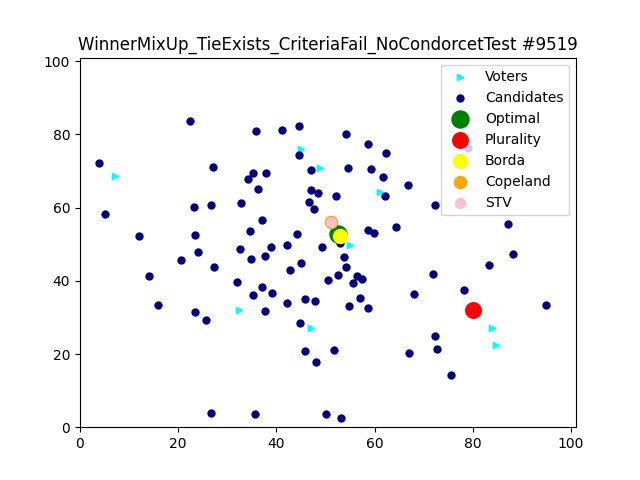 WinnerMixUp_TieExists_CriteriaFail_NoCondorcetTest #9519
100
80
60
40
20
0
0 20 40 60 80 100
Voters
Candidates
Optimal
Plurality
Borda
Copeland
STV